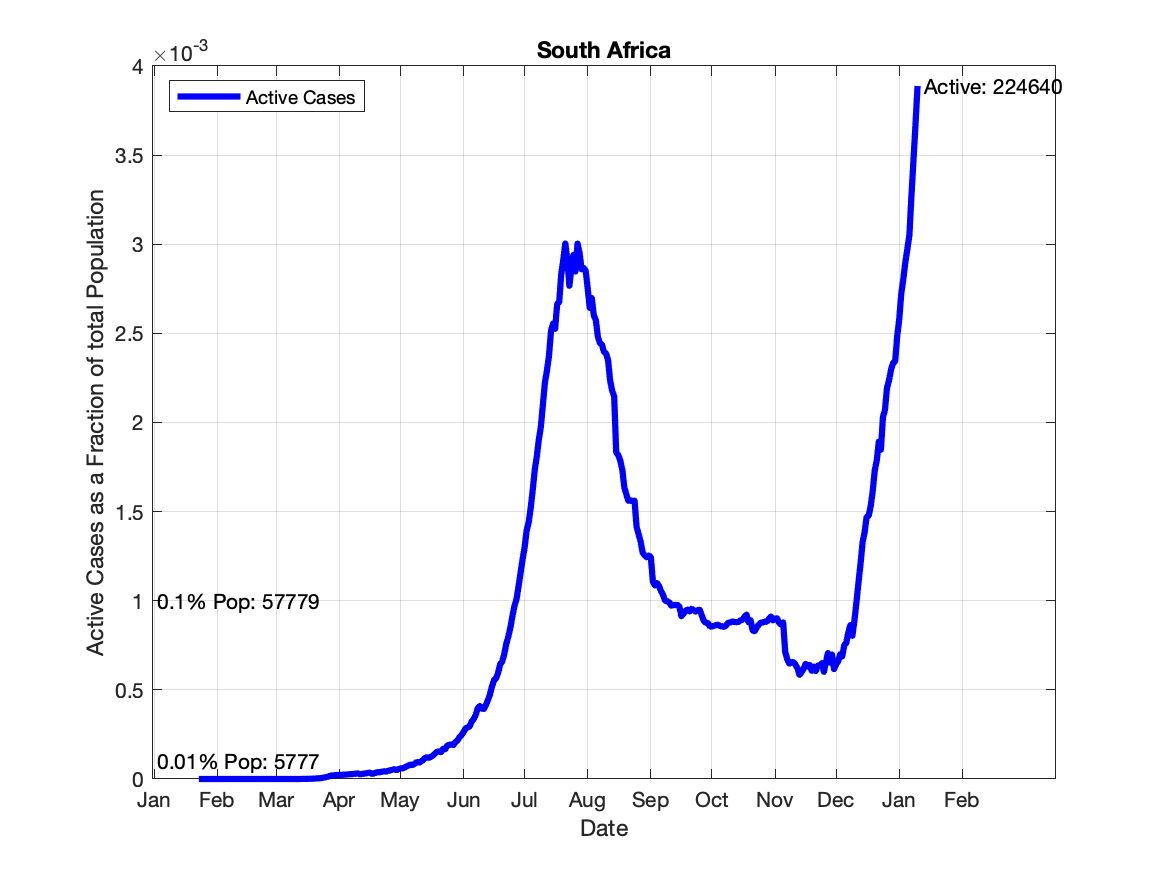 South Africa
×10-3
4
3.5
3
2.5
2
1.5
1
0.5
0
Active Cases as a Fraction of total Population
Active Cases
Active: 224640
0.1% Pop: 57779
0.01% Pop: 5777
Jan Feb Mar Apr May Jun Jul Aug Sep Oct Nov Dec Jan Feb
Date